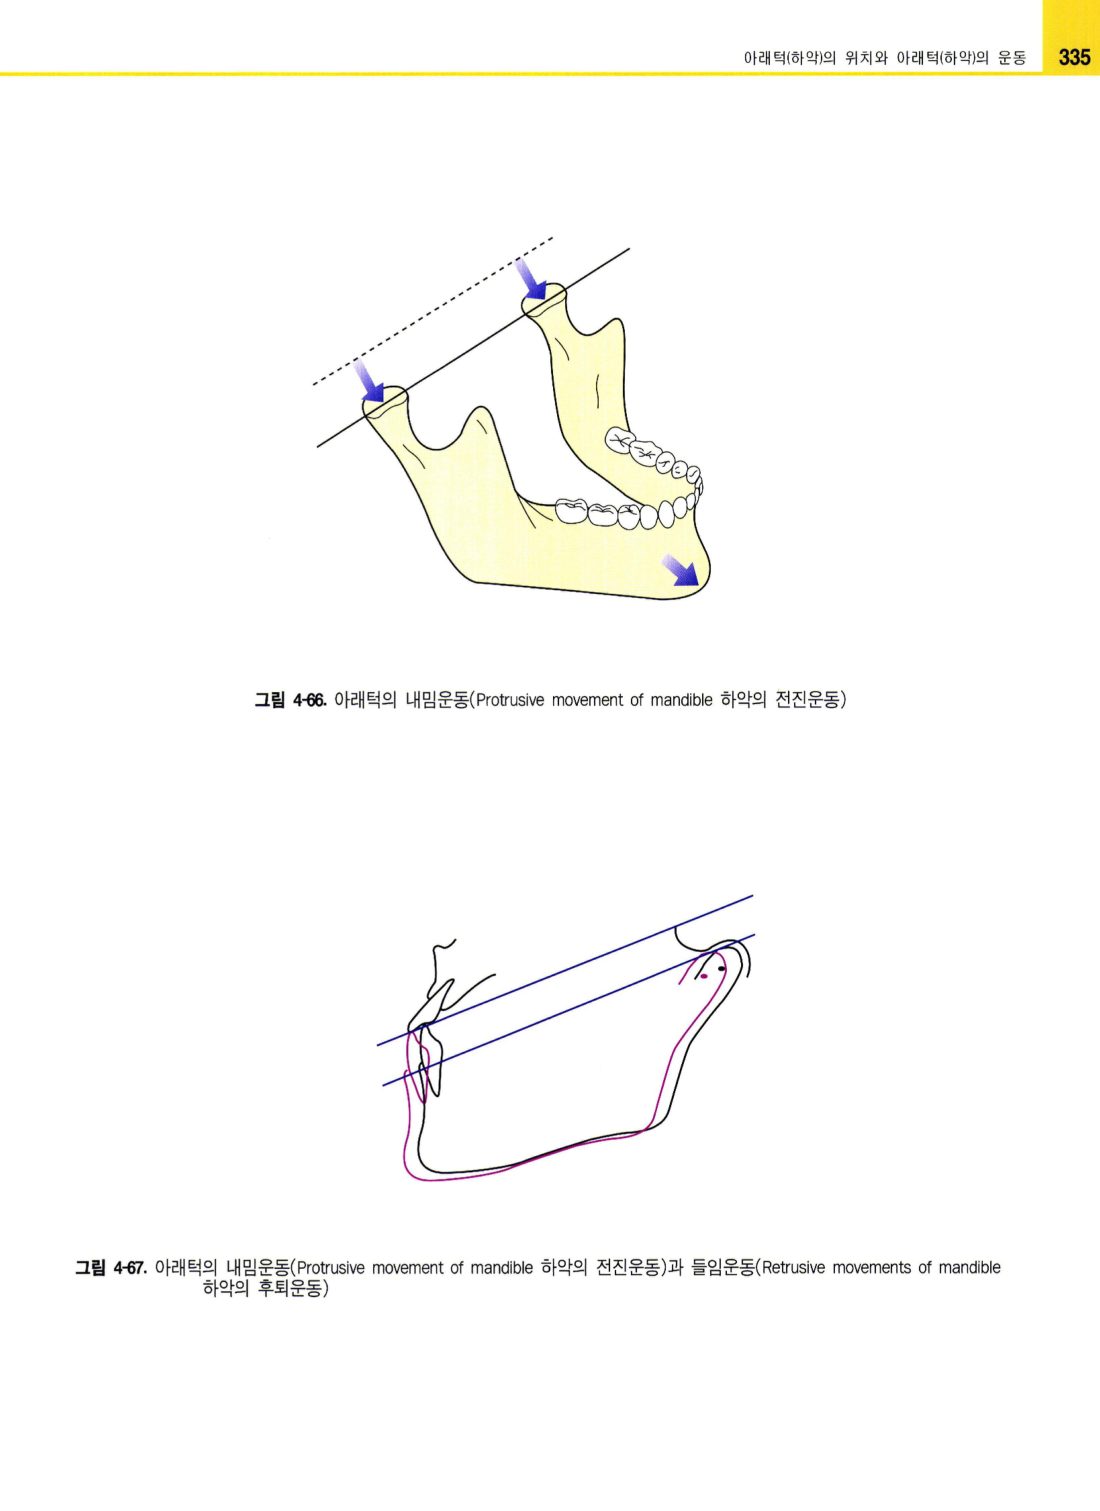 아래턱(하악)의 위치와 아래턱(하악)의 운동 335
그림 4-66. 아래턱의 내밈운동(Protrusive movement of mandible 하악의 전진운동)
그림 4-67. 아래턱의 내밈운동(Protrusive movement of mandible 하악의 전진운동)과 들임운동(Retrusive movements of mandible
하악의 후퇴운동)